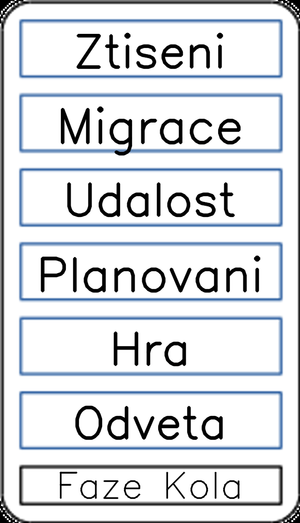 Ztiseni
Migrace
Udalost
Planovani
Hra
Odveta
Faze Kola